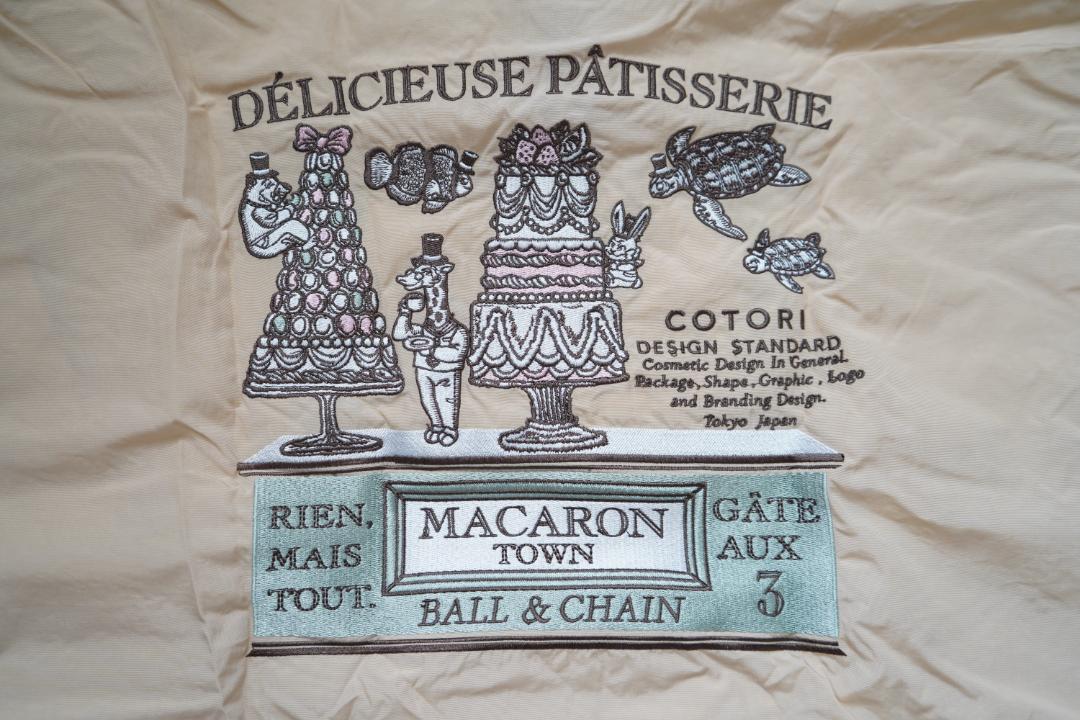 DÉLICIEUSE PÂTISSERIE
COTORI
DESIGN STANDARD
Cosmetic Design In General.
Package, Shape, Graphic, Logo
and Branding Design.
Tokyo Japan
RIEN,
MAIS
TOUT.
MACARON
TOWN
BALL & CHAIN
GÂTE
AUX
3